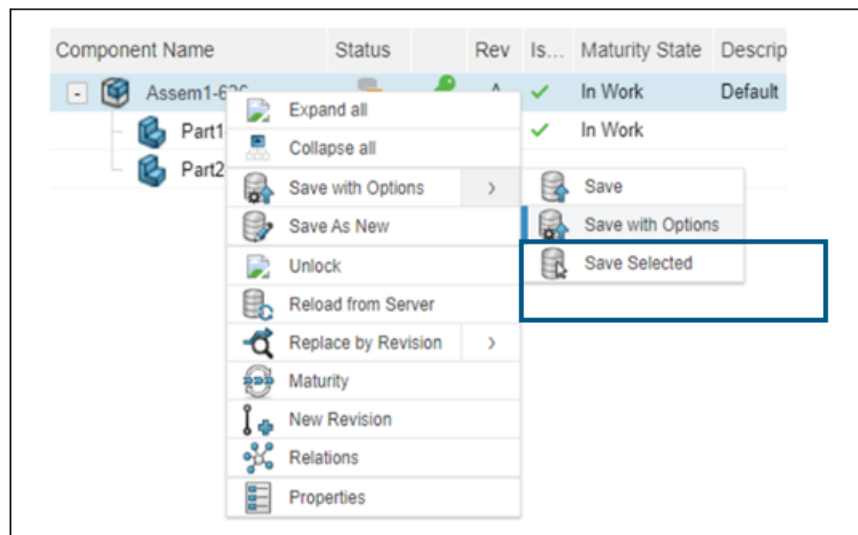 Component Name Status Rev Is... Maturity State Descrip
- Assem1- A In Work Default
Expand all
Part1 In Work
Collapse all
Part2
Save with Options > Save
Save As New Save with Options
Unlock Save Selected
Reload from Server
Replace by Revision >
Maturity
New Revision
Relations
Properties